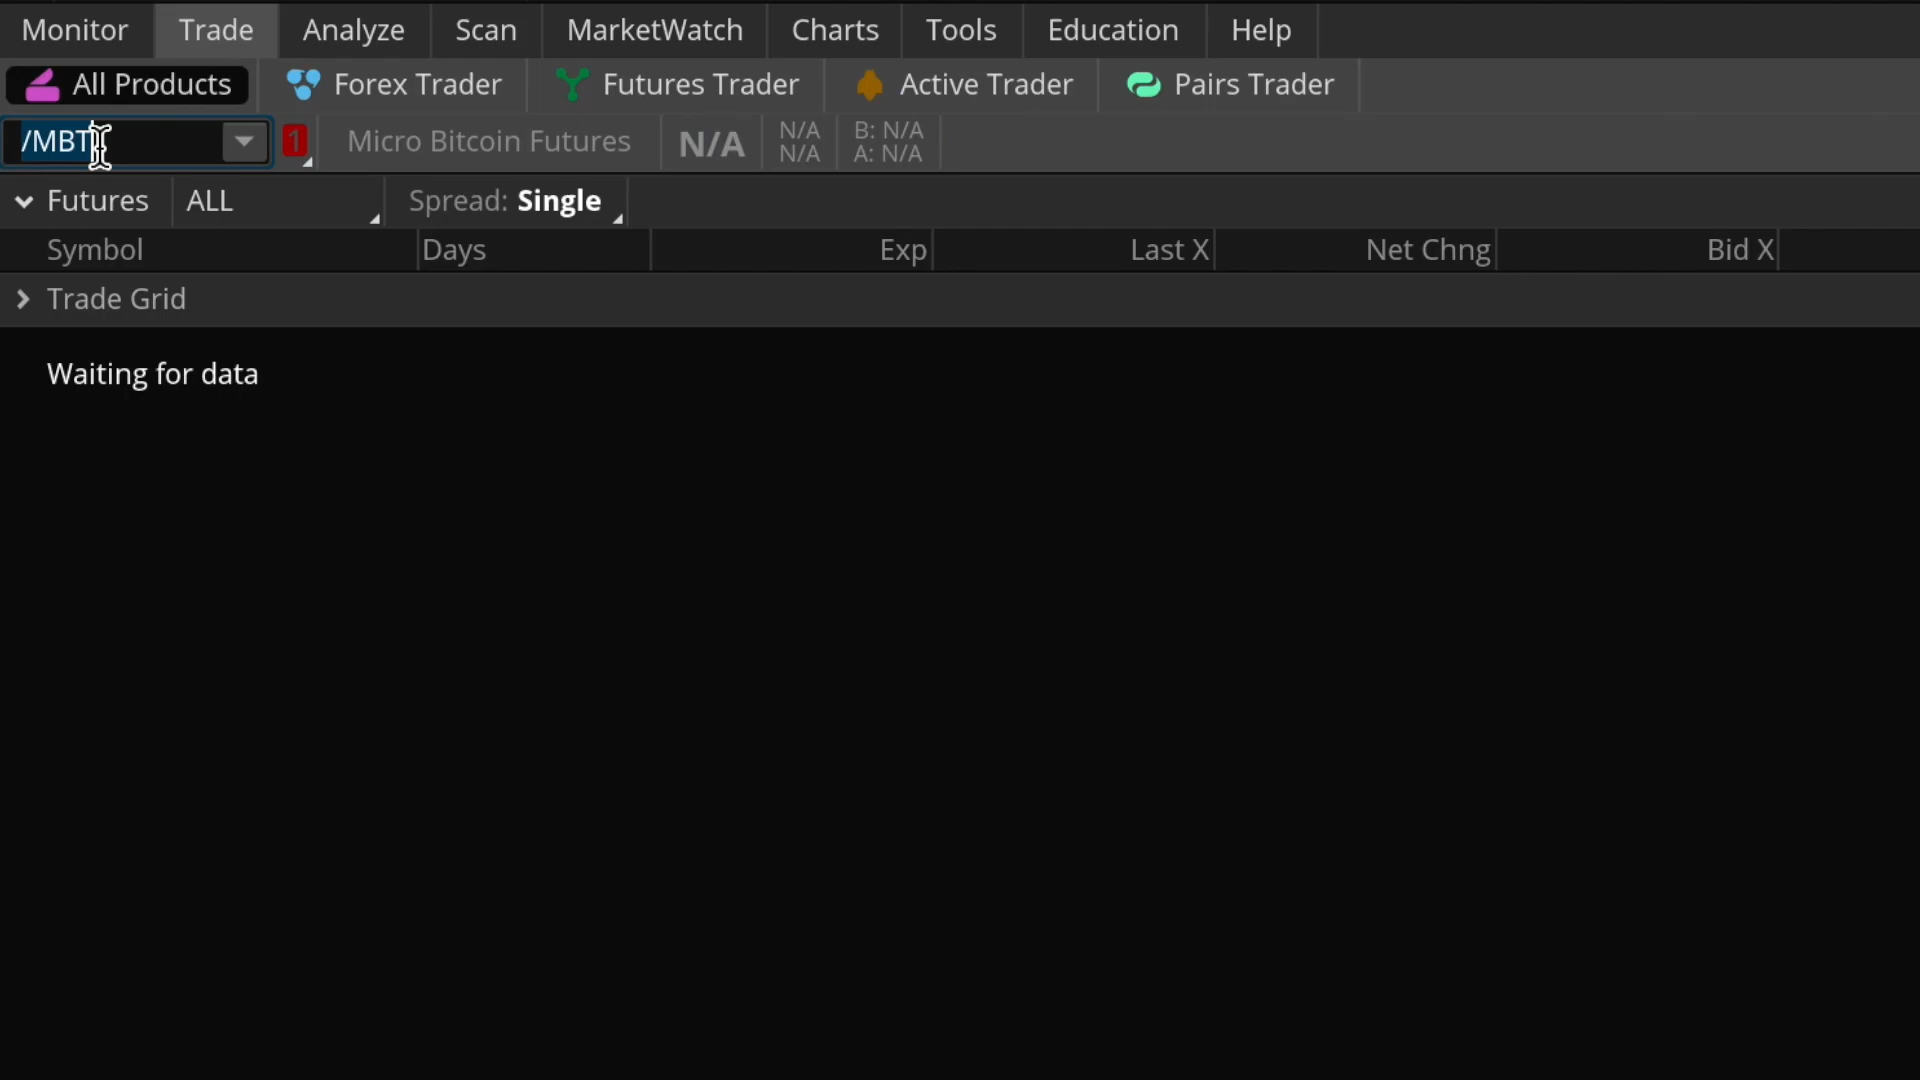 Monitor Trade Analyze Scan MarketWatch Charts Tools Education Help
All Products Forex Trader Futures Trader Active Trader Pairs Trader
/MBT 1 Micro Bitcoin Futures N/A N/A B: N/A
N/A A: N/A
Futures ALL Spread: Single
Symbol Days Exp Last X Net Chng Bid X
Trade Grid
Waiting for data